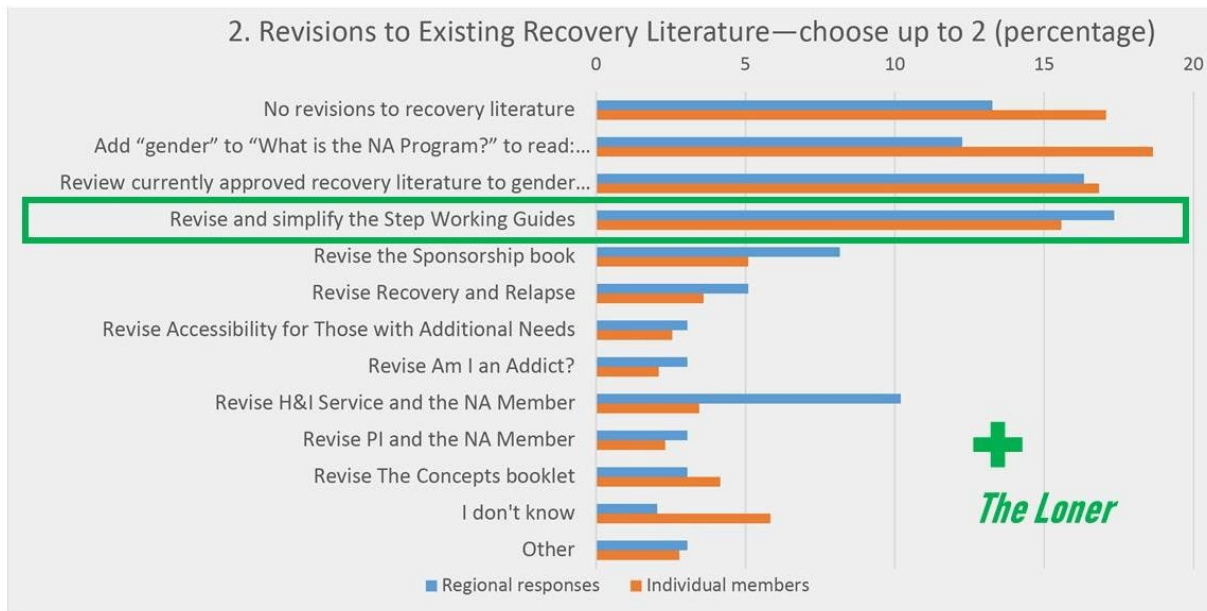 2. Revisions to Existing Recovery Literature—choose up to 2 (percentage)
0 5 10 15 20
No revisions to recovery literature
Add “gender” to “What is the NA Program?” to read:...
Review currently approved recovery literature to gender...
Revise and simplify the Step Working Guides
Revise the Sponsorship book
Revise Recovery and Relapse
Revise Accessibility for Those with Additional Needs
Revise Am I an Addict?
Revise H&I Service and the NA Member
Revise PI and the NA Member
Revise The Concepts booklet
I don't know
Other
The Loner
Regional responses Individual members